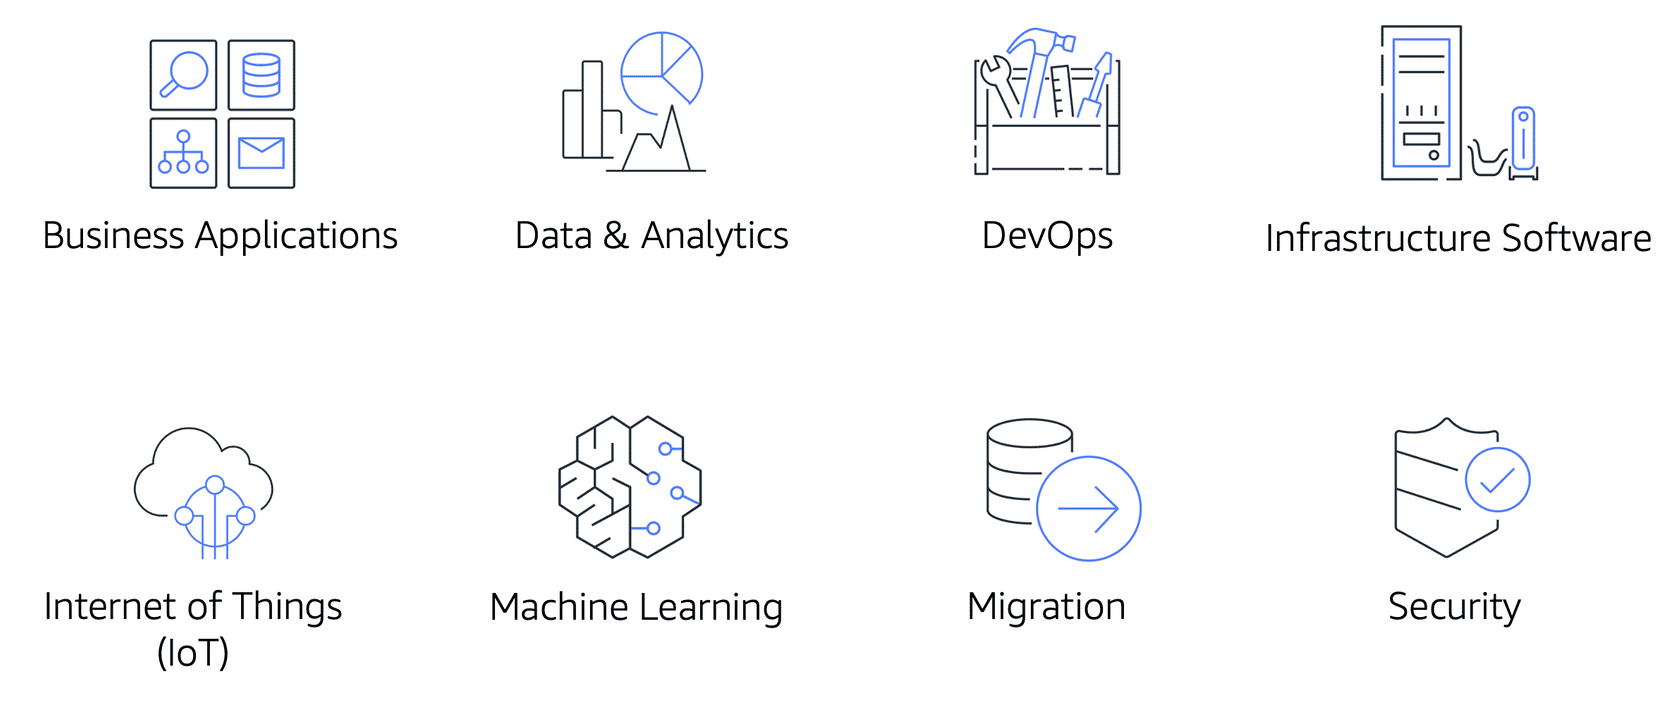 Business Applications
Data & Analytics
DevOps
Infrastructure Software
Internet of Things
(IoT)
Machine Learning
Migration
Security